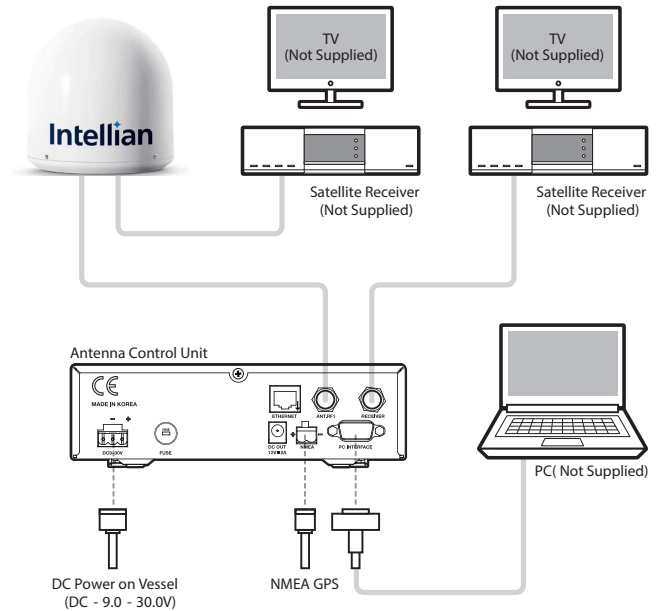 TV
(Not Supplied)
TV
(Not Supplied)
Intellian
Satellite Receiver
(Not Supplied)
Satellite Receiver
(Not Supplied)
Antenna Control Unit
CE
MADE IN KOREA
- +
DC9~30V
FUSE
ETHERNET
ANT.RF1
RECEIVER
DC OUT
12V⎓2A
+ -
NMEA
PC INTERFACE
PC( Not Supplied)
DC Power on Vessel
(DC - 9.0 - 30.0V)
NMEA GPS